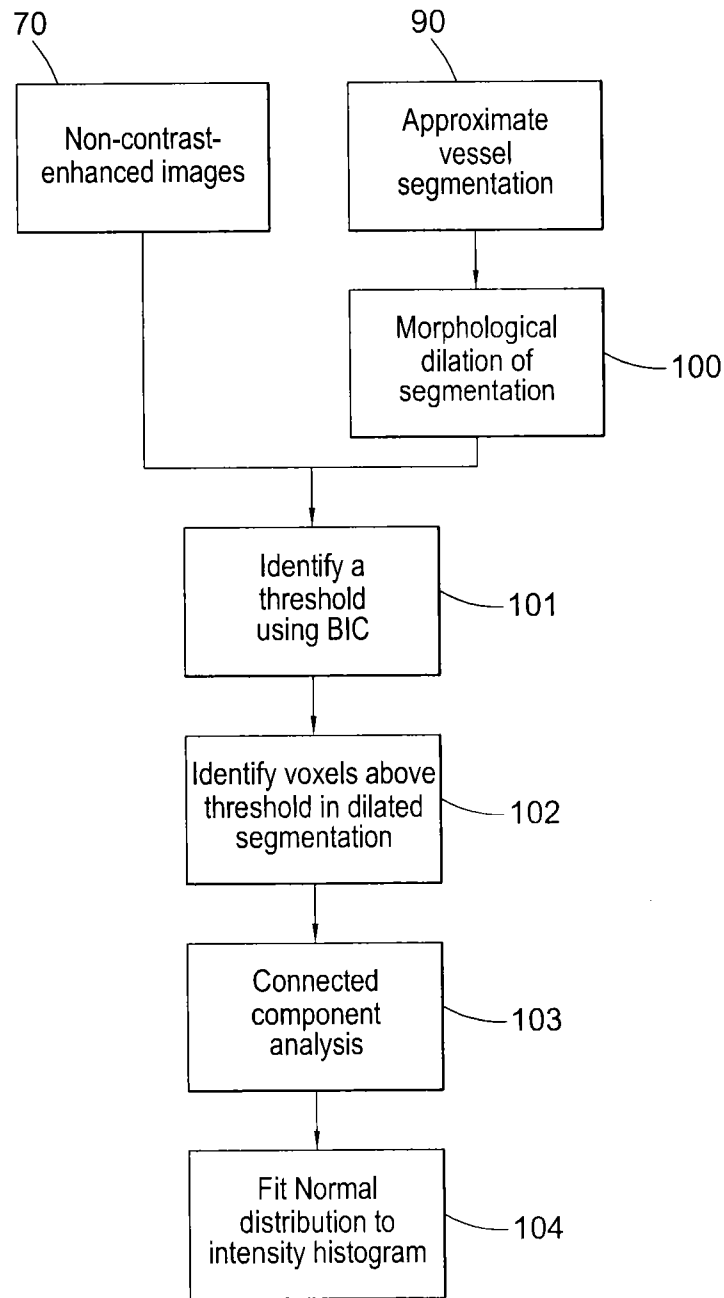 70
90
Non-contrast-
enhanced images
Approximate
vessel
segmentation
Morphological
dilation of
segmentation
100
Identify a
threshold
using BIC
101
Identify voxels above
threshold in dilated
segmentation
102
Connected
component
analysis
103
Fit Normal
distribution to
intensity histogram
104